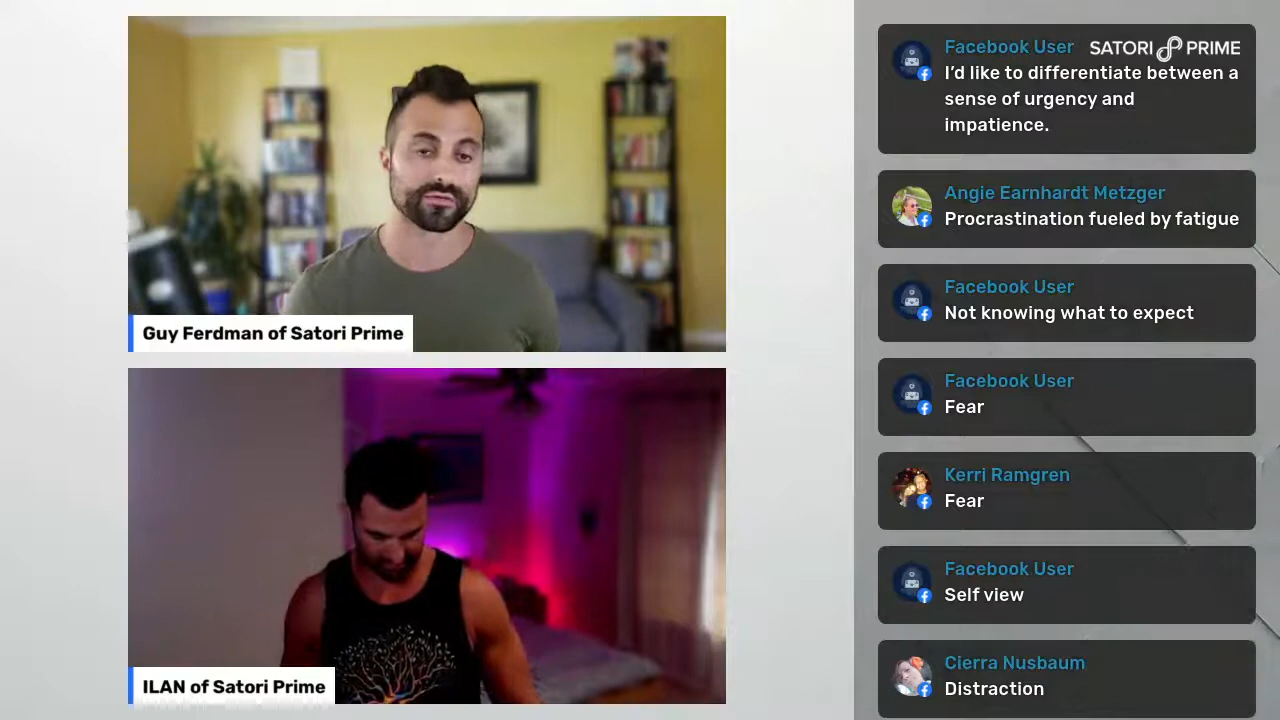 Guy Ferdman of Satori Prime
ILAN of Satori Prime
SATORI PRIME
Facebook User
I’d like to differentiate between a
sense of urgency and
impatience.
Angie Earnhardt Metzger
Procrastination fueled by fatigue
Facebook User
Not knowing what to expect
Facebook User
Fear
Kerri Ramgren
Fear
Facebook User
Self view
Cierra Nusbaum
Distraction